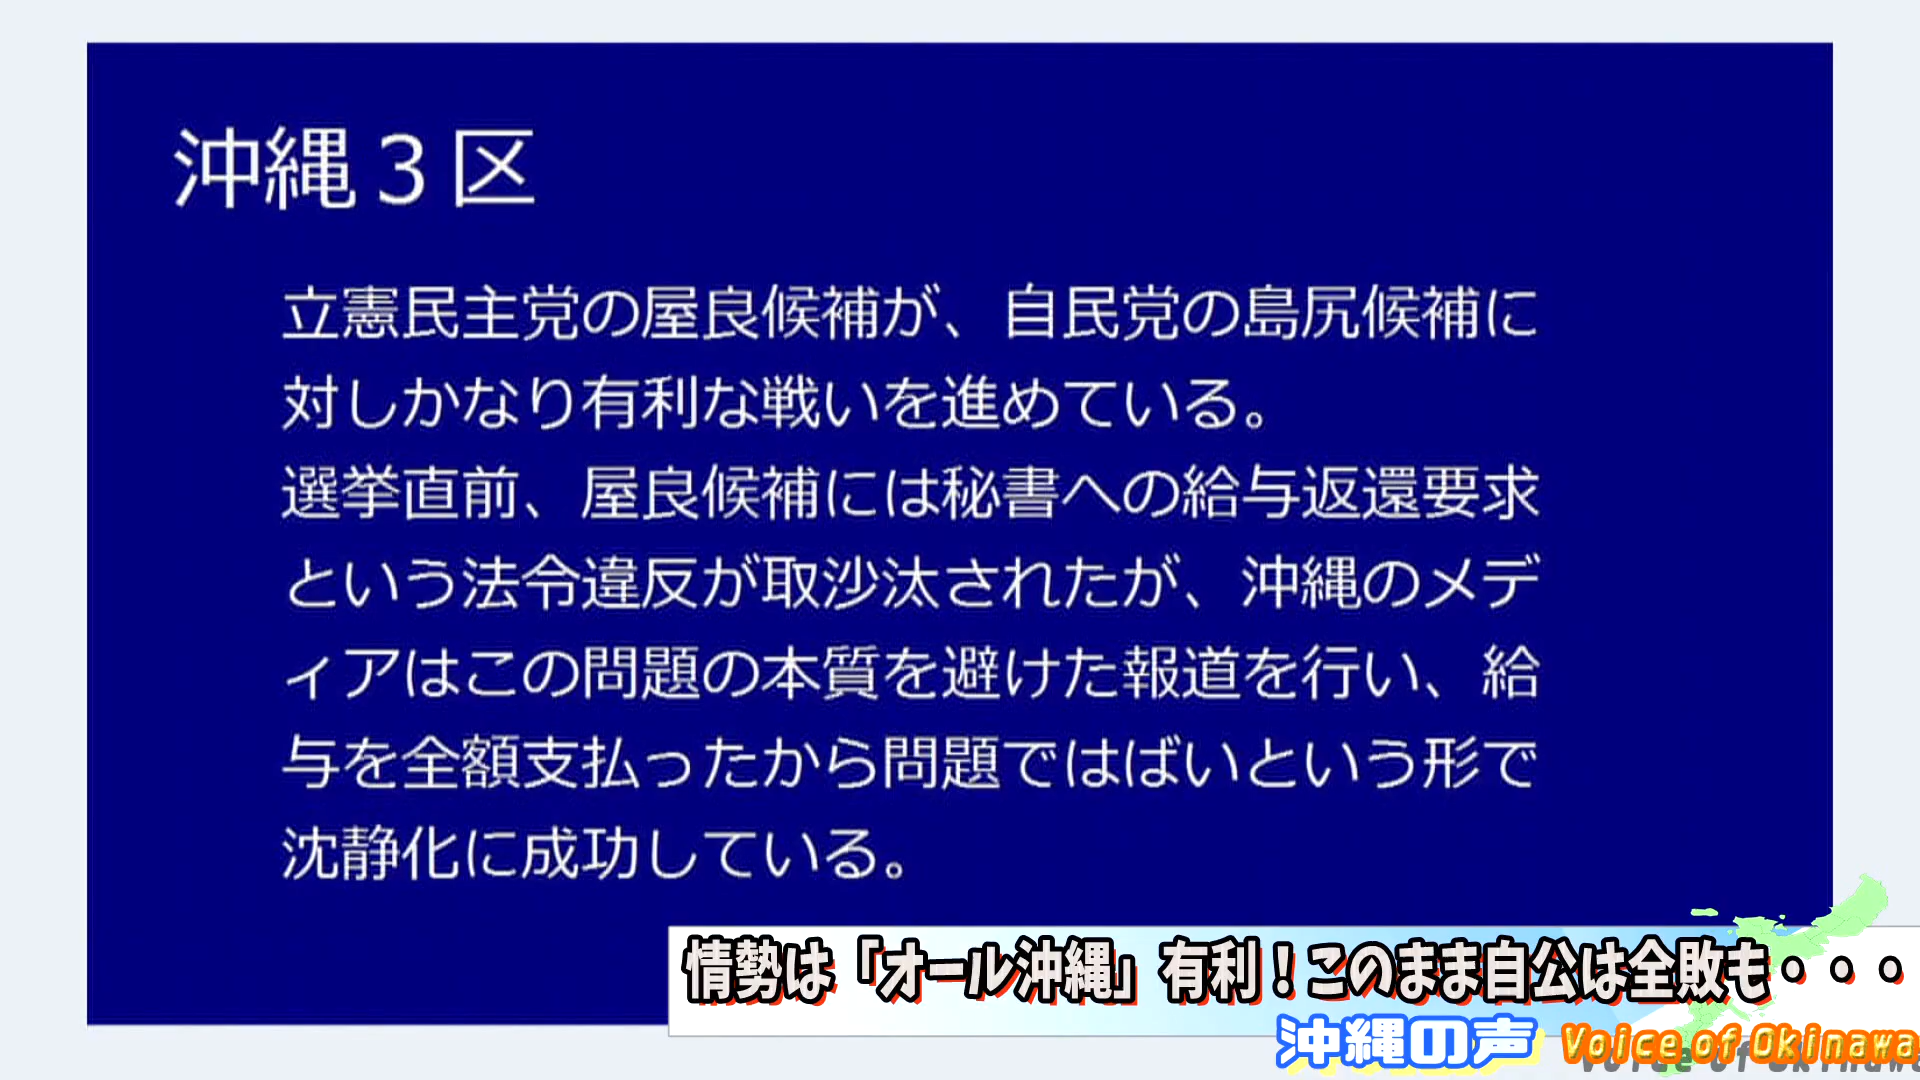 沖縄３区
立憲民主党の屋良候補が、自民党の島尻候補に
対しかなり有利な戦いを進めている。
選挙直前、屋良候補には秘書への給与返還要求
という法令違反が取沙汰されたが、沖縄のメデ
ィアはこの問題の本質を避けた報道を行い、給
与を全額支払ったから問題ではばいという形で
沈静化に成功している。
情勢は「オール沖縄」有利！このまま自公は全敗も・・・
沖縄の声 Voice of Okinawa